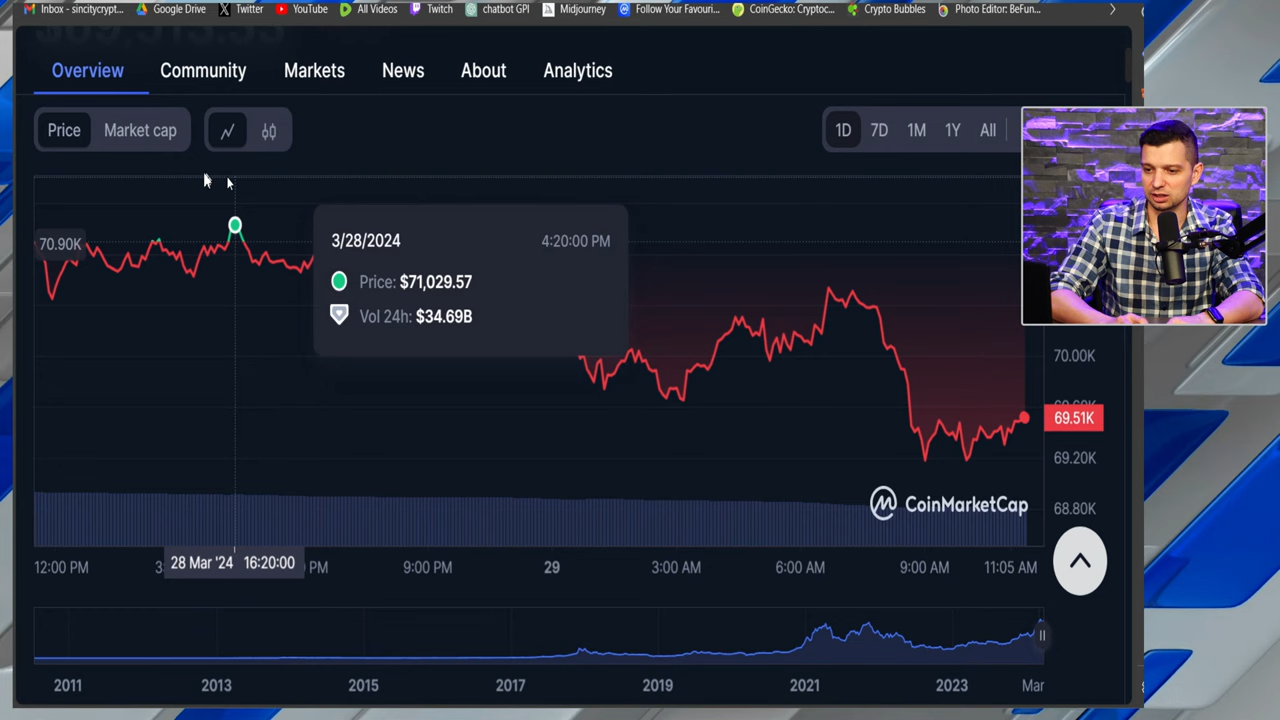 Inbox - sincitycrypt... Google Drive Twitter YouTube All Videos Twitch chatbot GPI Midjourney Follow Your Favouri... CoinGecko: Cryptoc... Crypto Bubbles Photo Editor: BeFun...
Overview Community Markets News About Analytics
Price Market cap 1D 7D 1M 1Y All
70.90K
3/28/2024 4:20:00 PM
Price: $71,029.57
Vol 24h: $34.69B
70.00K
69.60K
69.51K
69.20K
CoinMarketCap
68.80K
28 Mar '24 16:20:00
12:00 PM 3: PM 9:00 PM 29 3:00 AM 6:00 AM 9:00 AM 11:05 AM
2011 2013 2015 2017 2019 2021 2023 Mar